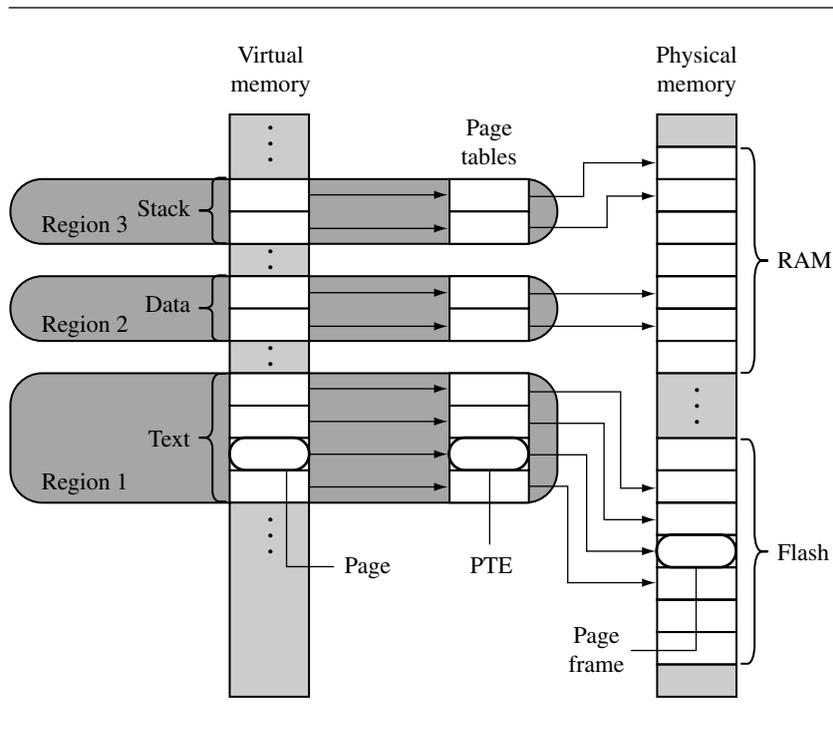 Virtual
memory
Physical
memory
Page
tables
Stack
Region 3
RAM
Data
Region 2
Text
Region 1
Page
PTE
Flash
Page
frame